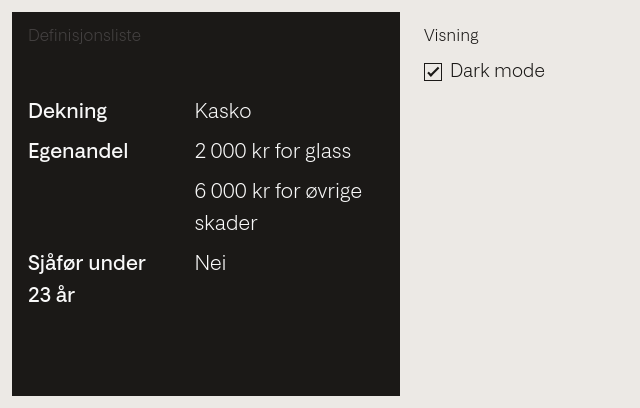 Definisjonsliste
Visning
Dark mode
Dekning Kasko
Egenandel 2 000 kr for glass
6 000 kr for øvrige
skader
Sjåfør under Nei
23 år